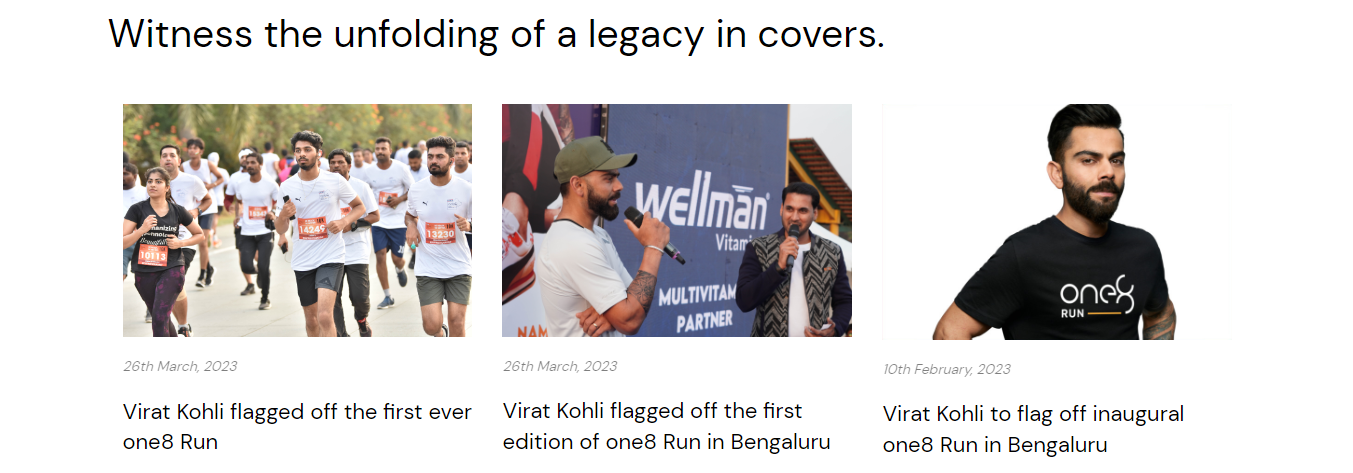 Witness the unfolding of a legacy in covers.
10113
14249
13230
wellman
Vitam
MULTIVITAM
PARTNER
NAM
one8
RUN
26th March, 2023
Virat Kohli flagged off the first ever
one8 Run
26th March, 2023
Virat Kohli flagged off the first
edition of one8 Run in Bengaluru
10th February, 2023
Virat Kohli to flag off inaugural
one8 Run in Bengaluru